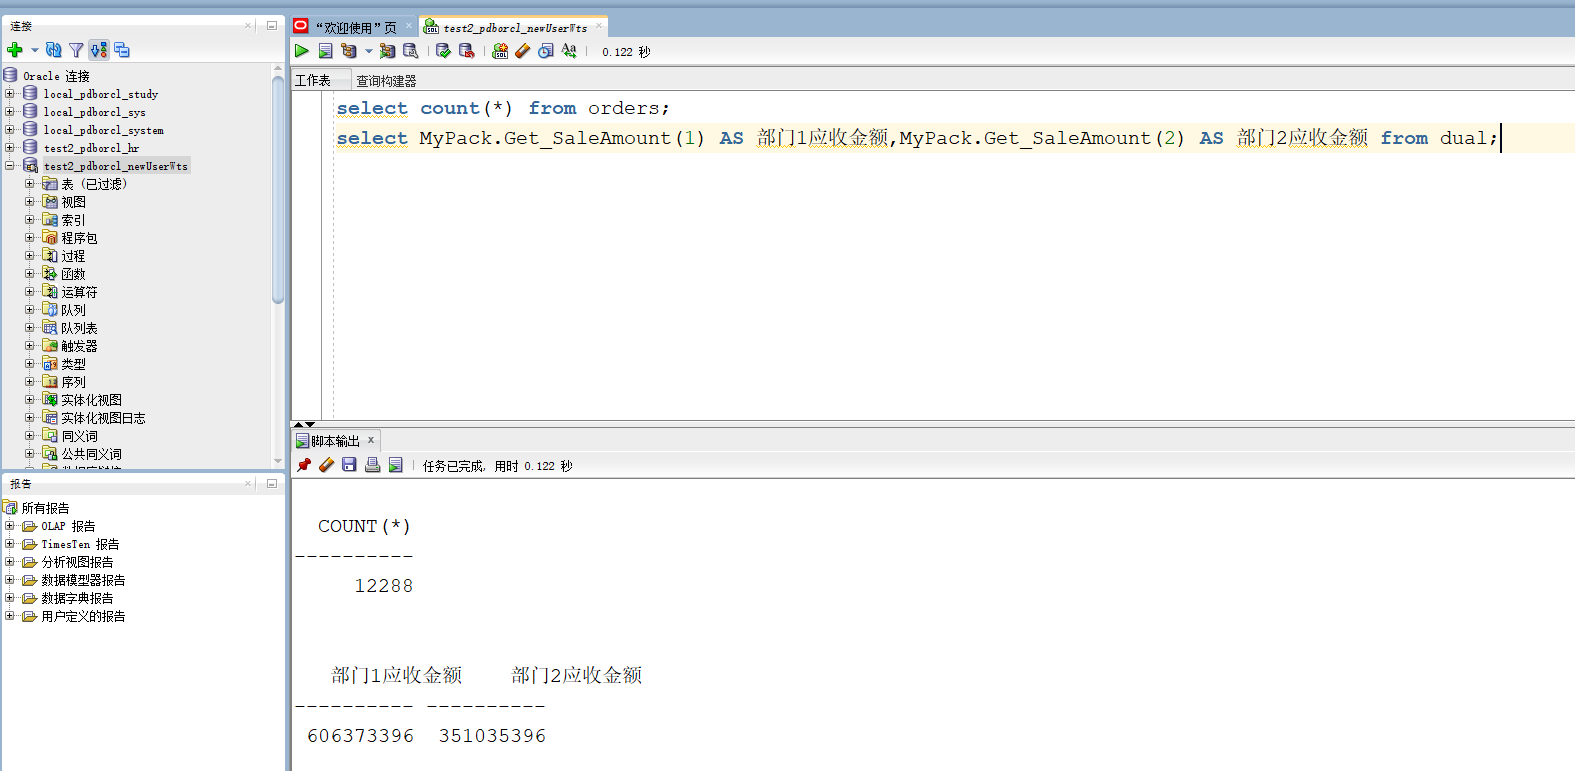 连接
Oracle 连接
local_pdborcl_study
local_pdborcl_sys
local_pdborcl_system
test2_pdborcl_hr
test2_pdborcl_newUserWts
表 (已过滤)
视图
索引
程序包
过程
函数
运算符
队列
队列表
触发器
类型
序列
实体化视图
实体化视图日志
同义词
公共同义词
报告
所有报告
OLAP 报告
TimesTen 报告
分析视图报告
数据模型器报告
数据字典报告
用户定义的报告
“欢迎使用”页
test2_pdborcl_newUserWts
0.122 秒
工作表 查询构建器
select count(*) from orders;
select MyPack.Get_SaleAmount(1) AS 部门1应收金额,MyPack.Get_SaleAmount(2) AS 部门2应收金额 from dual;
脚本输出 x
任务已完成, 用时 0.122 秒
COUNT(*)
----------
12288
部门1应收金额 部门2应收金额
---------- ----------
606373396 351035396